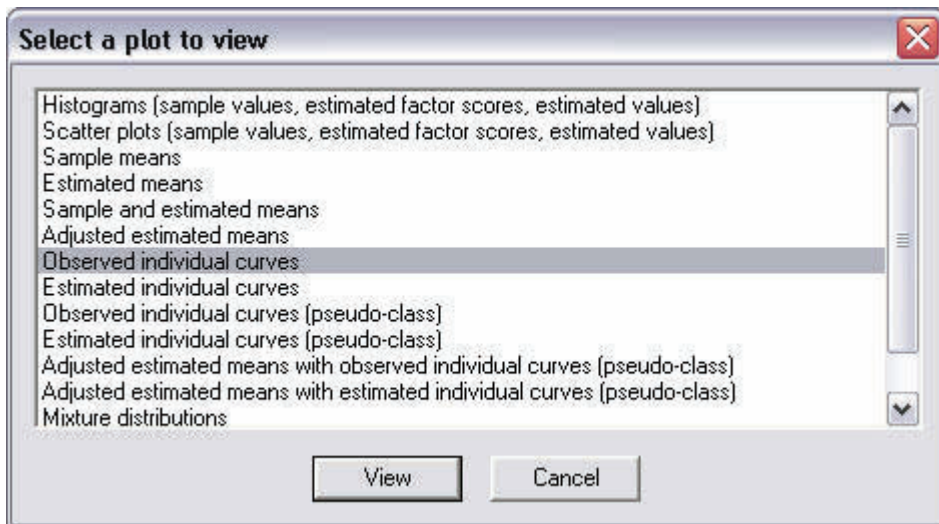 Select a plot to view
Histograms (sample values, estimated factor scores, estimated values)
Scatter plots (sample values, estimated factor scores, estimated values)
Sample means
Estimated means
Sample and estimated means
Adjusted estimated means
Observed individual curves
Estimated individual curves
Observed individual curves (pseudo-class)
Estimated individual curves (pseudo-class)
Adjusted estimated means with observed individual curves (pseudo-class)
Adjusted estimated means with estimated individual curves (pseudo-class)
Mixture distributions
View
Cancel